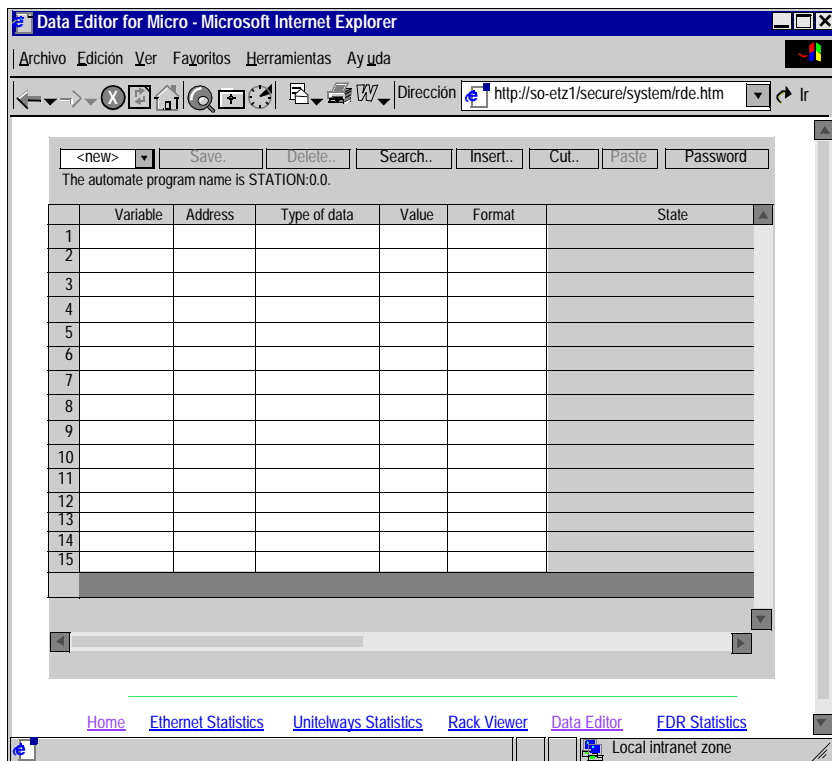 Data Editor for Micro - Microsoft Internet Explorer
Archivo Edición Ver Favoritos Herramientas Ayuda
Dirección http://so-etz1/secure/system/rde.htm Ir
<new> Save. Delete.. Search.. Insert.. Cut.. Paste Password
The automate program name is STATION:0.0.
Variable Address Type of data Value Format State
1
2
3
4
5
6
7
8
9
10
11
12
13
14
15
Home Ethernet Statistics Unitelways Statistics Rack Viewer Data Editor FDR Statistics
Local intranet zone